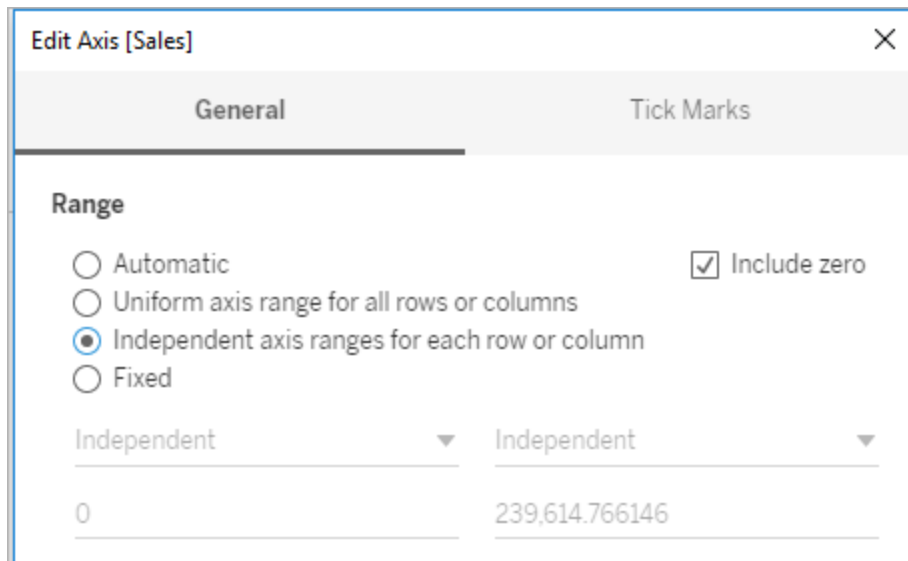 Edit Axis [Sales]
General Tick Marks
Range
Automatic Include zero
Uniform axis range for all rows or columns
Independent axis ranges for each row or column
Fixed
Independent Independent
0 239,614.766146